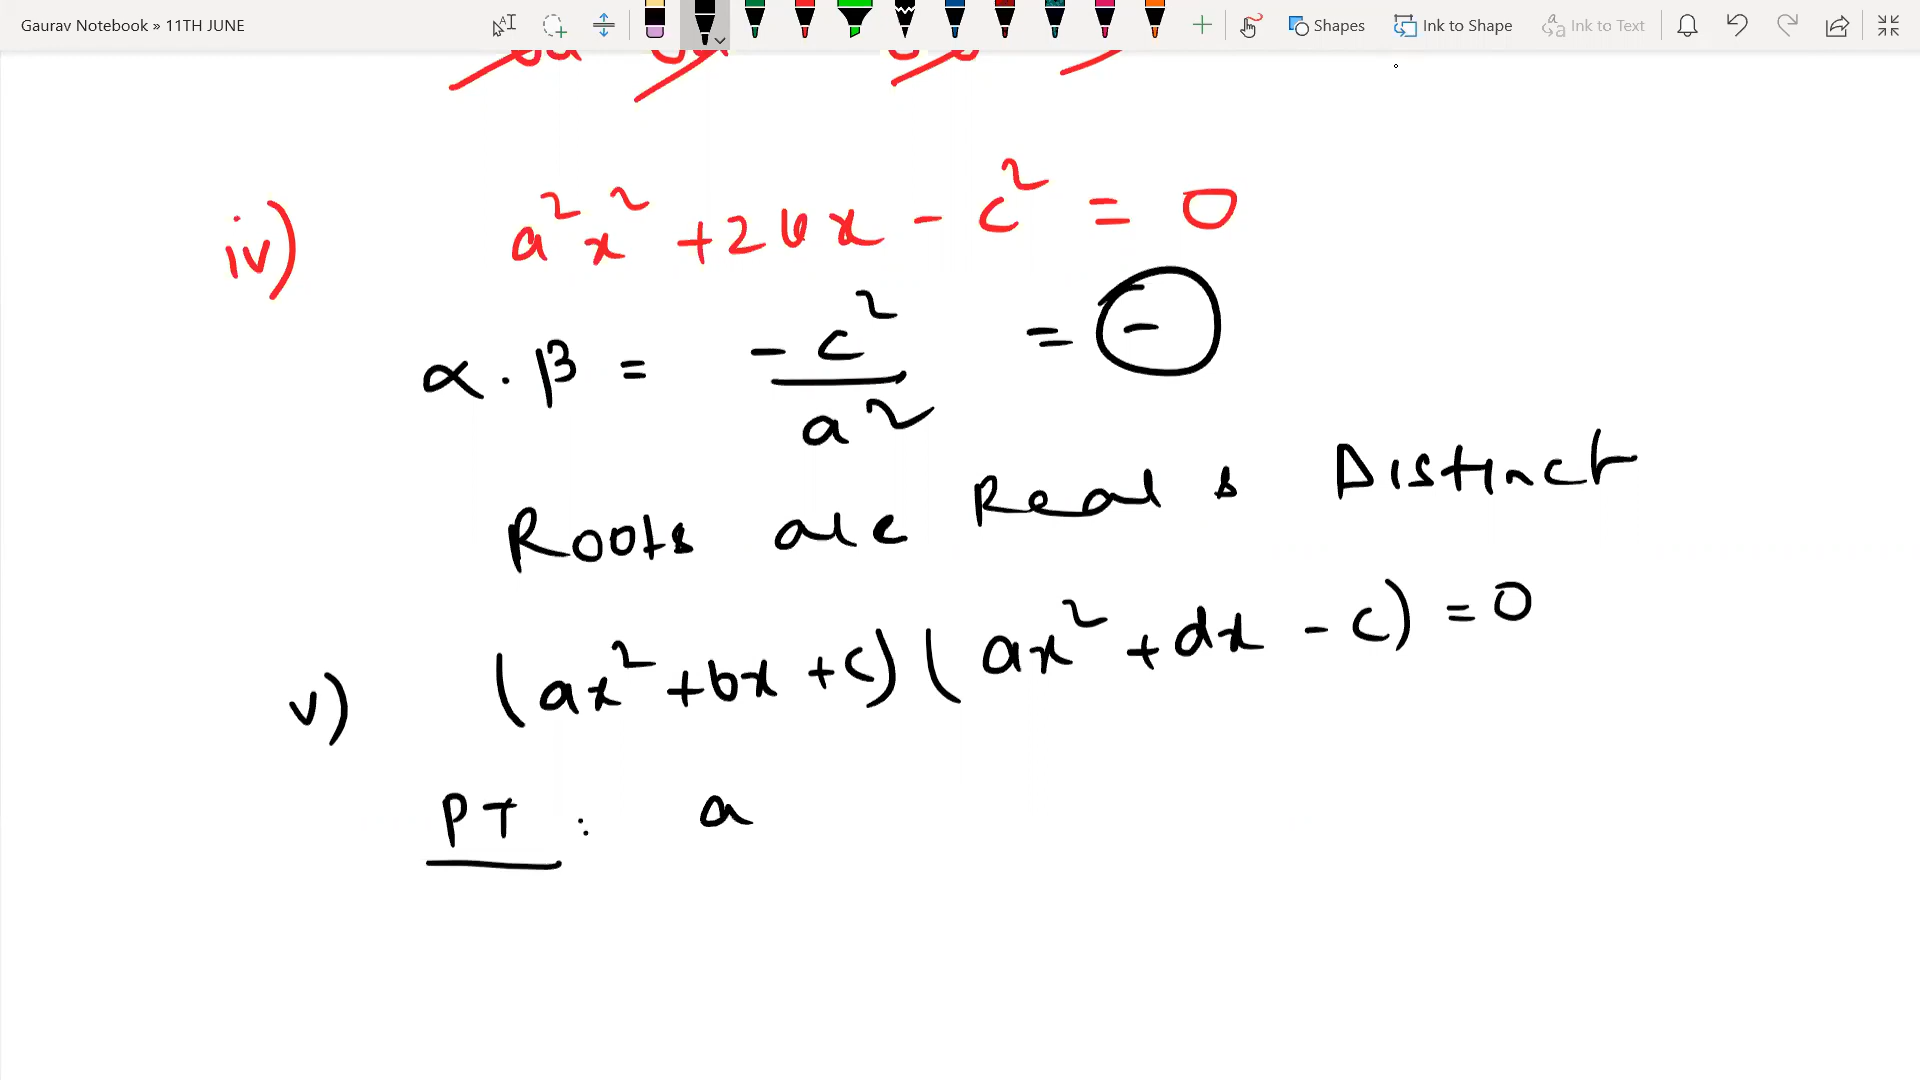 Gaurav Notebook » 11TH JUNE Shapes Ink to Shape Ink to Text
iv) a²x² + 2bx - c² = 0
α . β = -c²/a² = -
Roots are Real & Distinct
v) (ax² + bx + c) (ax² + dx - c) = 0
PT : a